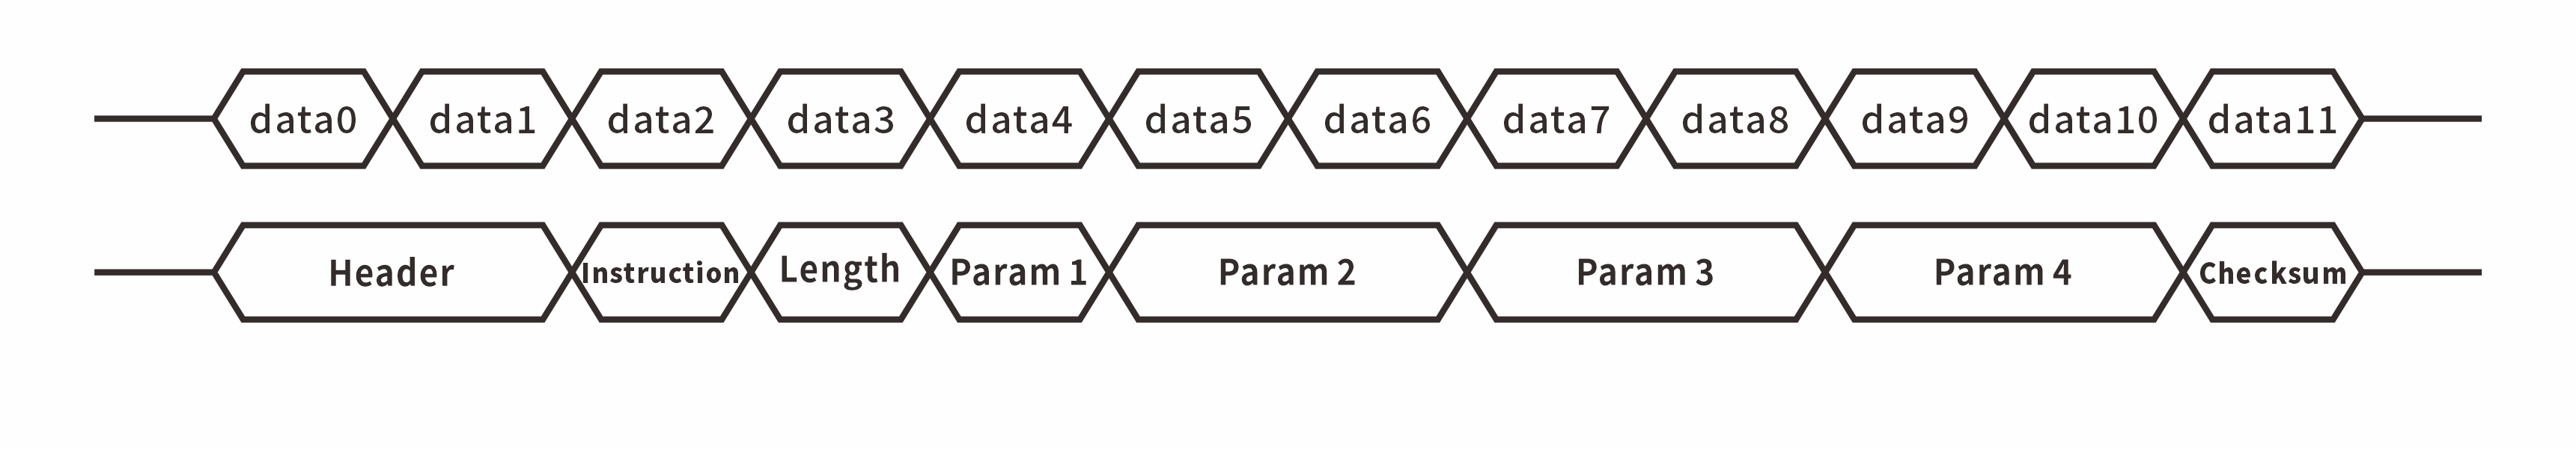 data0 data1 data2 data3 data4 data5 data6 data7 data8 data9 data10 data11
Header Instruction Length Param 1 Param 2 Param 3 Param 4 Checksum